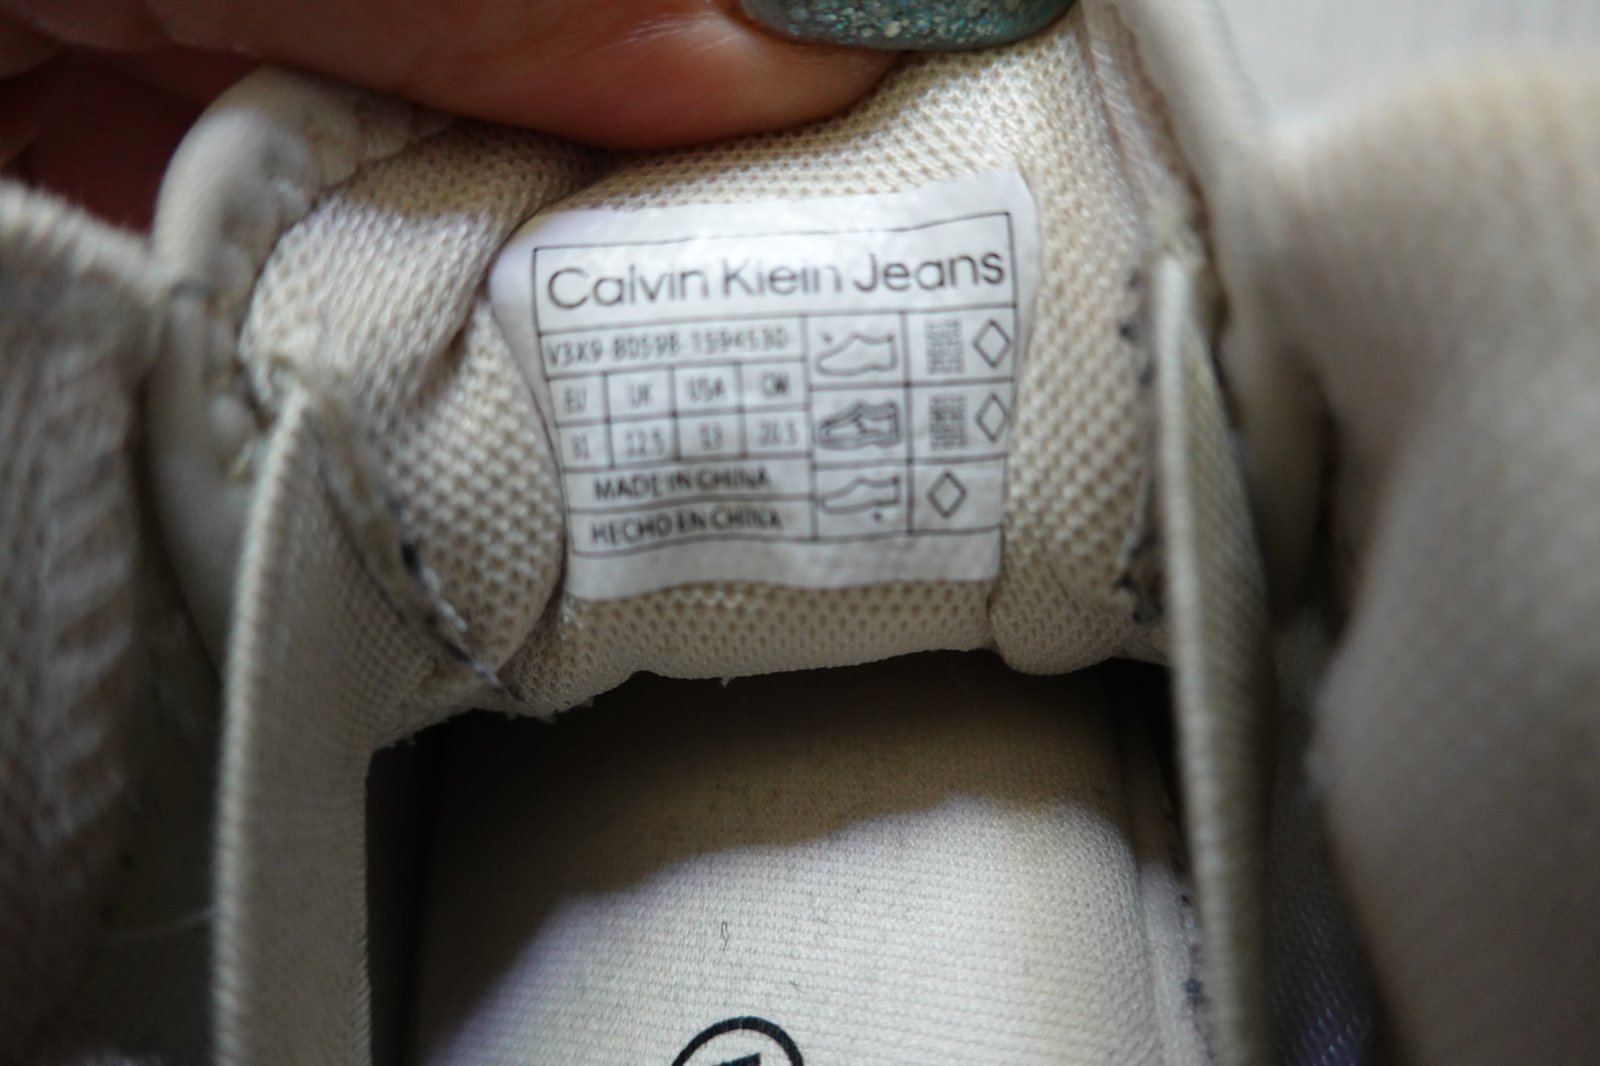 Calvin Klein Jeans
V3X9-80598-1594530-
EU UK USA CM
31 12.5 13 20.5
MADE IN CHINA
HECHO EN CHINA